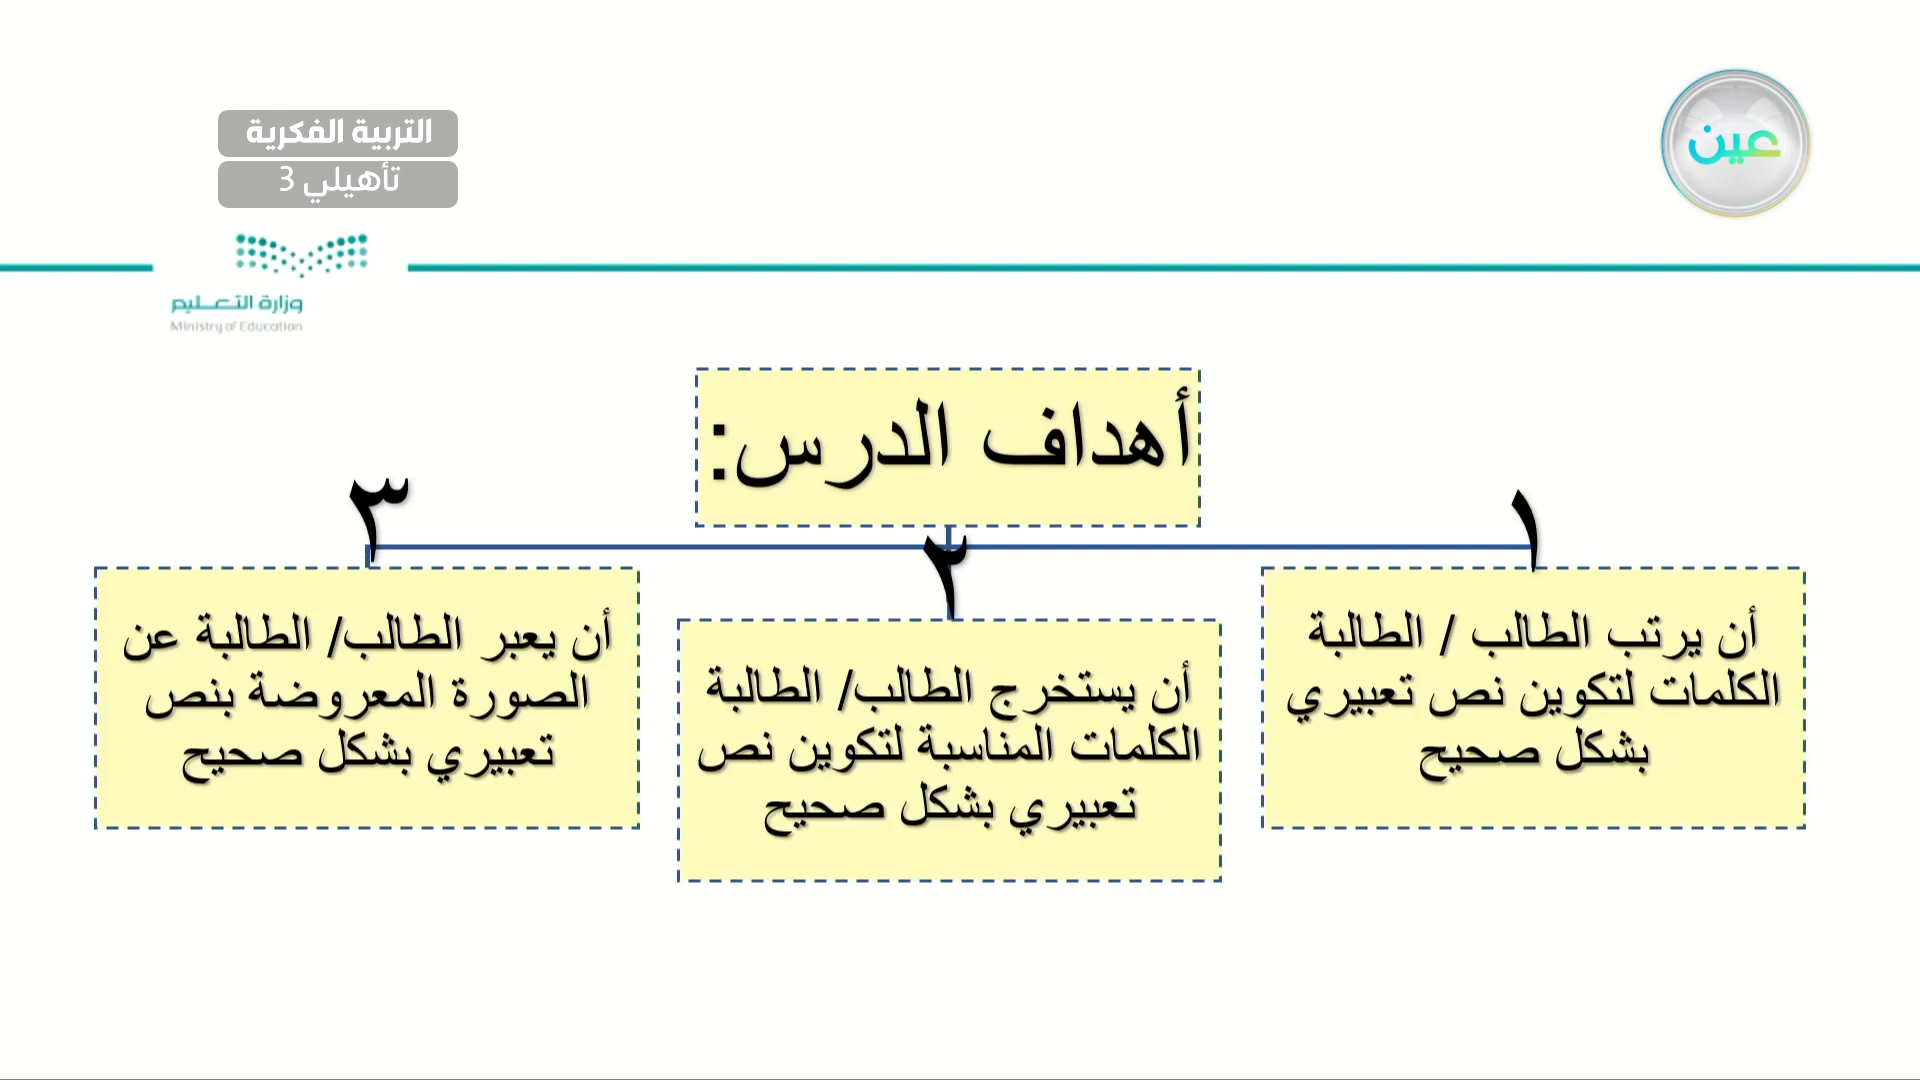 التربية الفكرية
تأهيلي 3
عين
وزارة التعليم
Ministry of Education
أهداف الدرس:
١
أن يرتب الطالب / الطالبة
الكلمات لتكوين نص تعبيري
بشكل صحيح
٢
أن يستخرج الطالب/ الطالبة
الكلمات المناسبة لتكوين نص
تعبيري بشكل صحيح
٣
أن يعبر الطالب/ الطالبة عن
الصورة المعروضة بنص
تعبيري بشكل صحيح